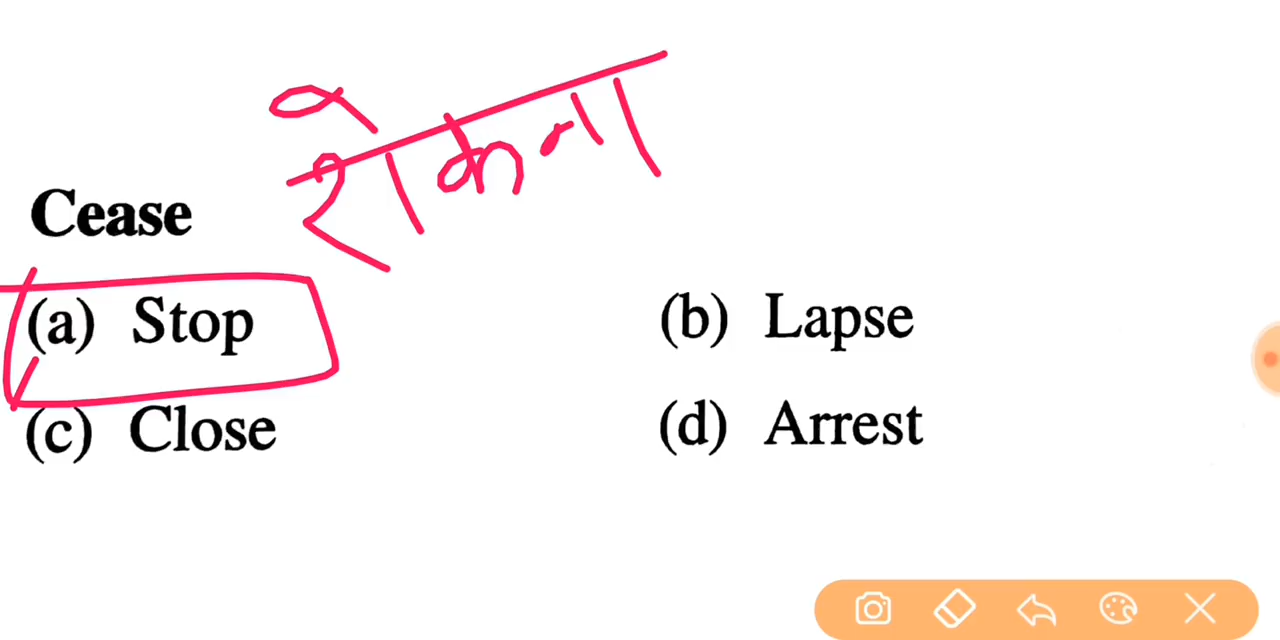 रोकना
Cease
(a) Stop
(b) Lapse
(c) Close
(d) Arrest